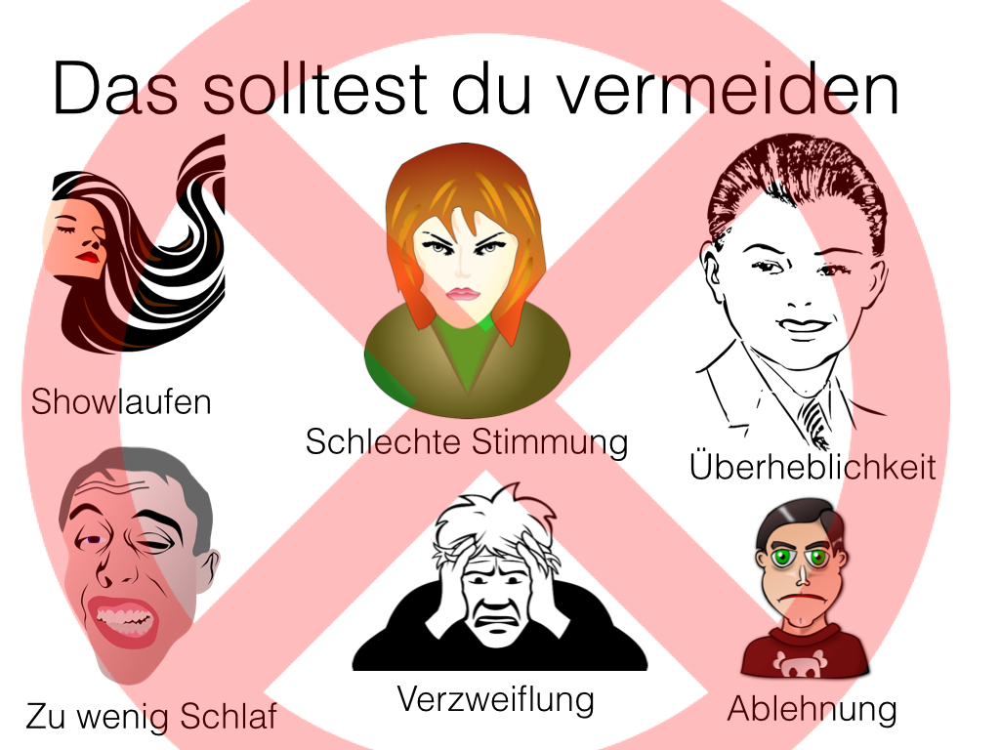 Das solltest du vermeiden
Showlaufen
Schlechte Stimmung
Überheblichkeit
Zu wenig Schlaf
Verzweiflung
Ablehnung